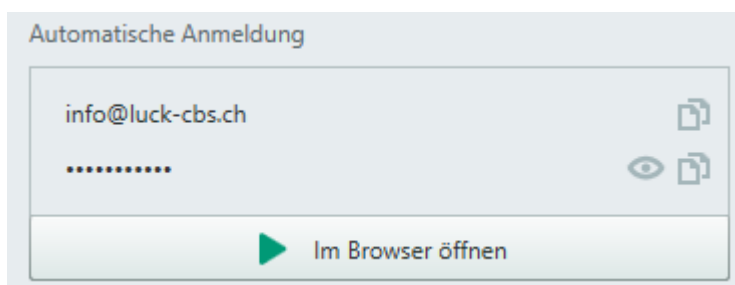 Automatische Anmeldung
info@luck-cbs.ch
•••••••••••
Im Browser öffnen